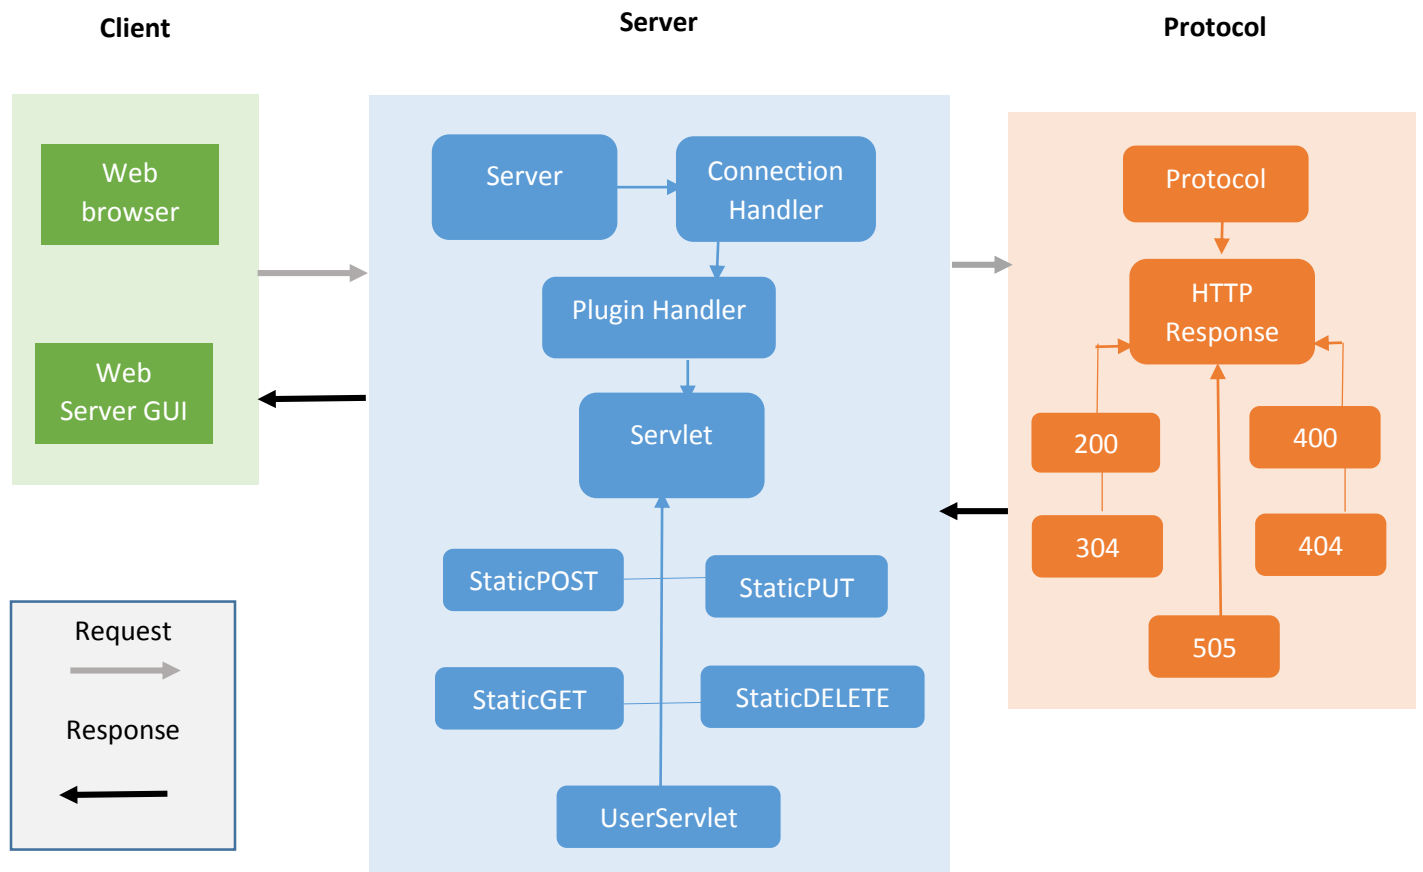 Client
Server
Protocol
Web
browser
Web
Server GUI
Request
Response
Server
Connection
Handler
Plugin Handler
Servlet
StaticPOST
StaticPUT
StaticGET
StaticDELETE
UserServlet
Protocol
HTTP
Response
200
400
304
404
505